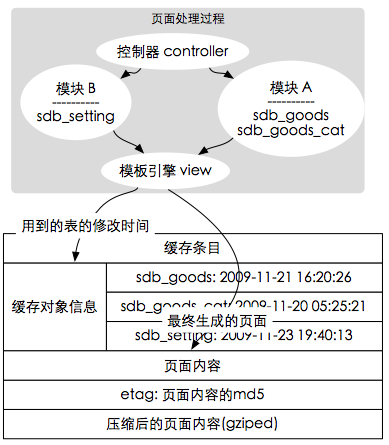 页面处理过程
控制器 controller
模块 B
----------
sdb_setting
模块 A
----------
sdb_goods
sdb_goods_cat
模板引擎 view
用到的表的修改时间
缓存条目
缓存对象信息
sdb_goods: 2009-11-21 16:20:26
sdb_goods_cat: 2009-11-20 05:25:21
最终生成的页面
sdb_setting: 2009-11-23 19:40:13
页面内容
etag: 页面内容的md5
压缩后的页面内容(gziped)